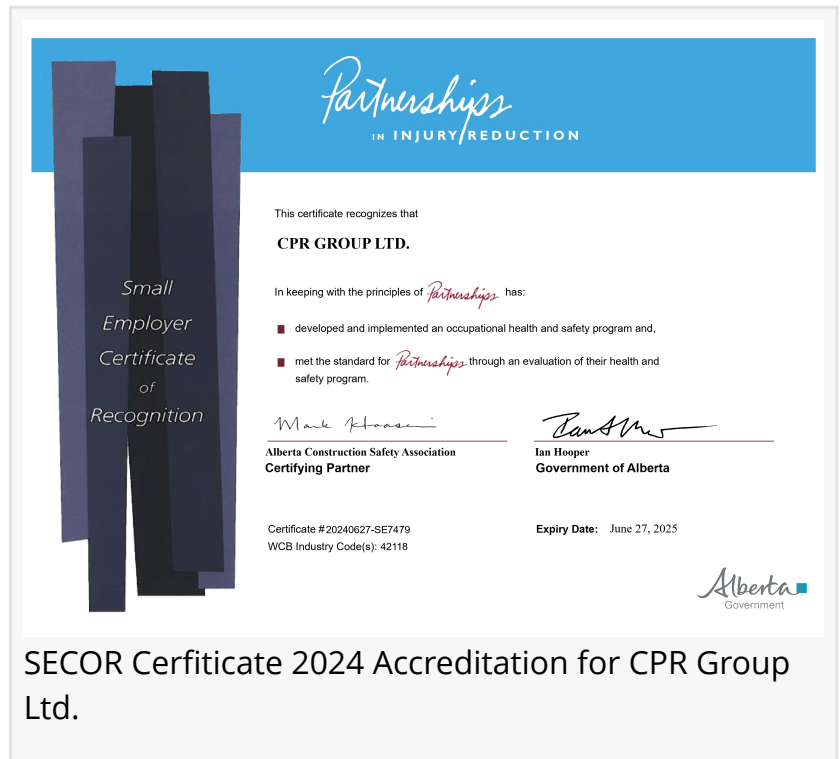 Partnerships
IN INJURY REDUCTION
This certificate recognizes that
CPR GROUP LTD.
In keeping with the principles of Partnerships has:
developed and implemented an occupational health and safety program and,
met the standard for Partnerships through an evaluation of their health and
safety program.
Small
Employer
Certificate
of
Recognition
Alberta Construction Safety Association
Certifying Partner
Ian Hooper
Government of Alberta
Certificate #20240627-SE7479
WCB Industry Code(s): 42118
Expiry Date: June 27, 2025
Alberta
Government
SECOR Cerfiticate 2024 Accreditation for CPR Group
Ltd.